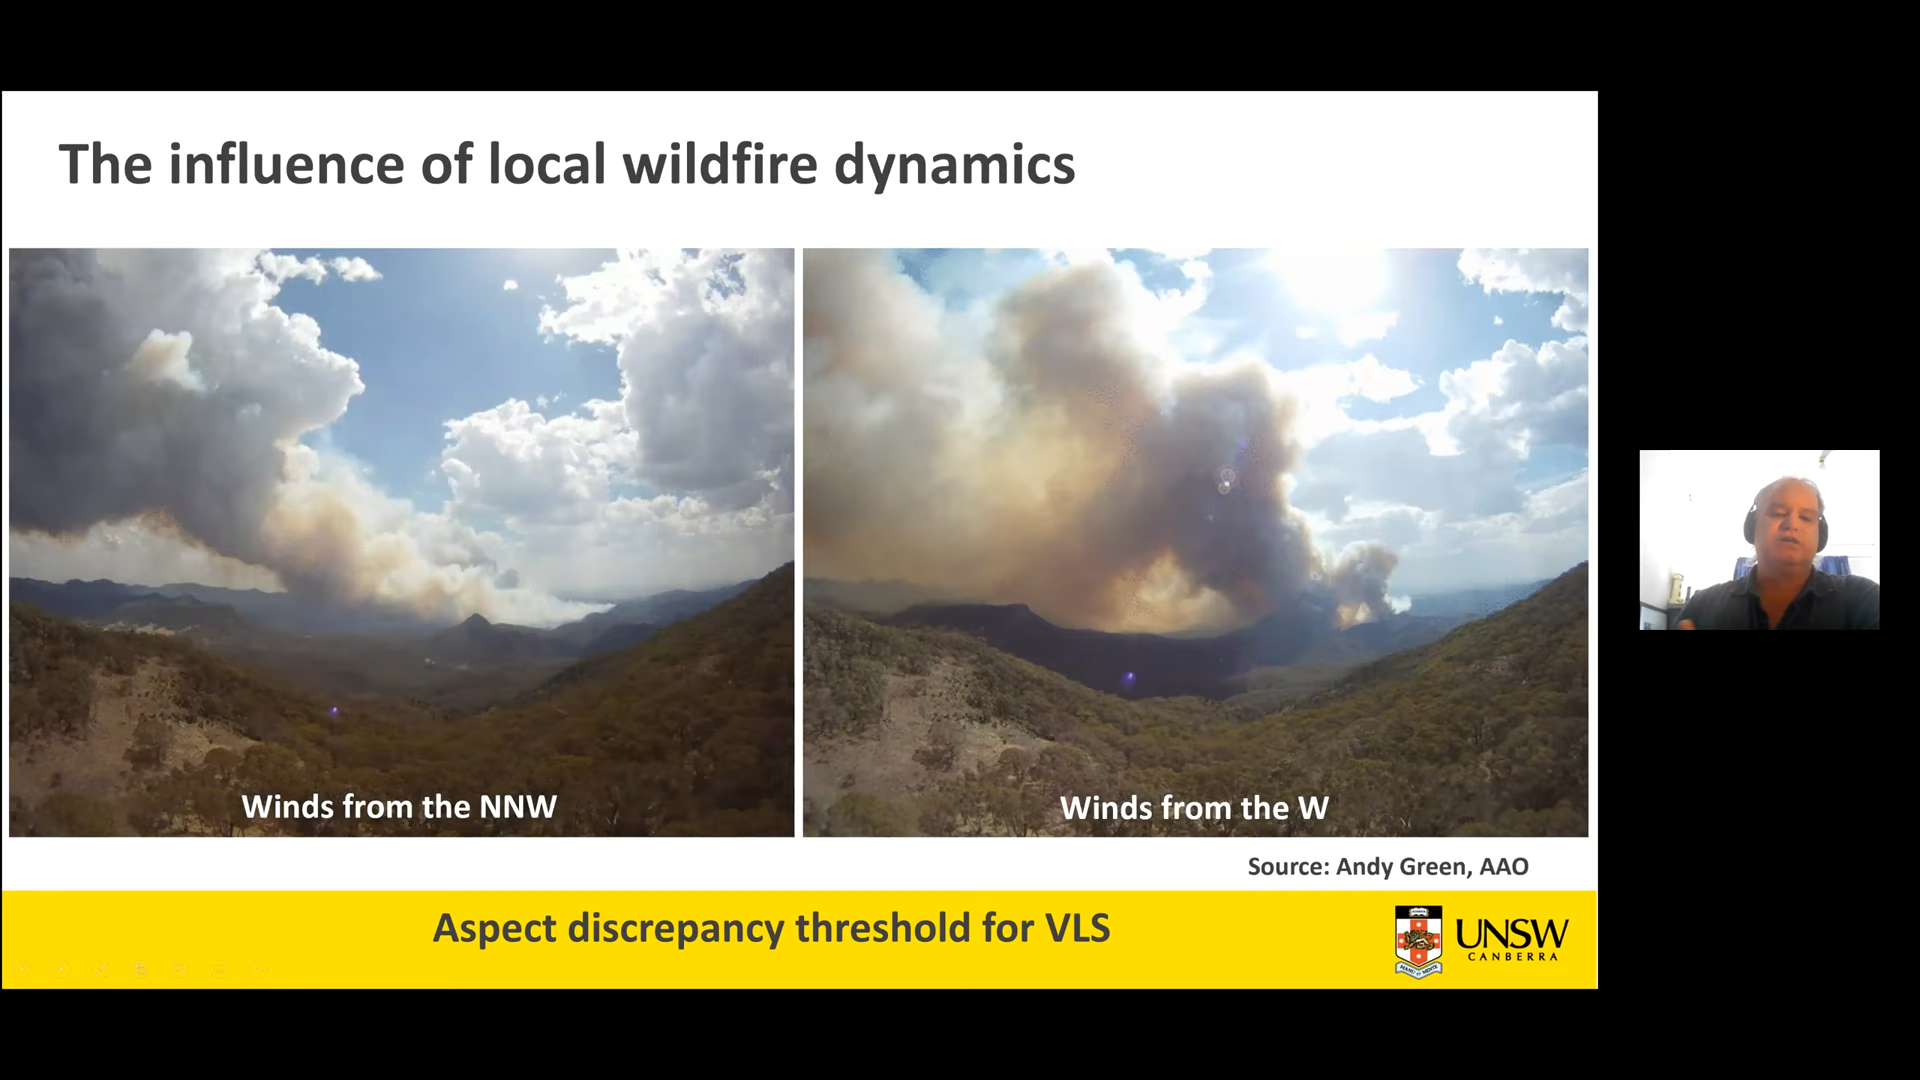 The influence of local wildfire dynamics
Winds from the NNW
Winds from the W
Source: Andy Green, AAO
Aspect discrepancy threshold for VLS
UNSW
CANBERRA